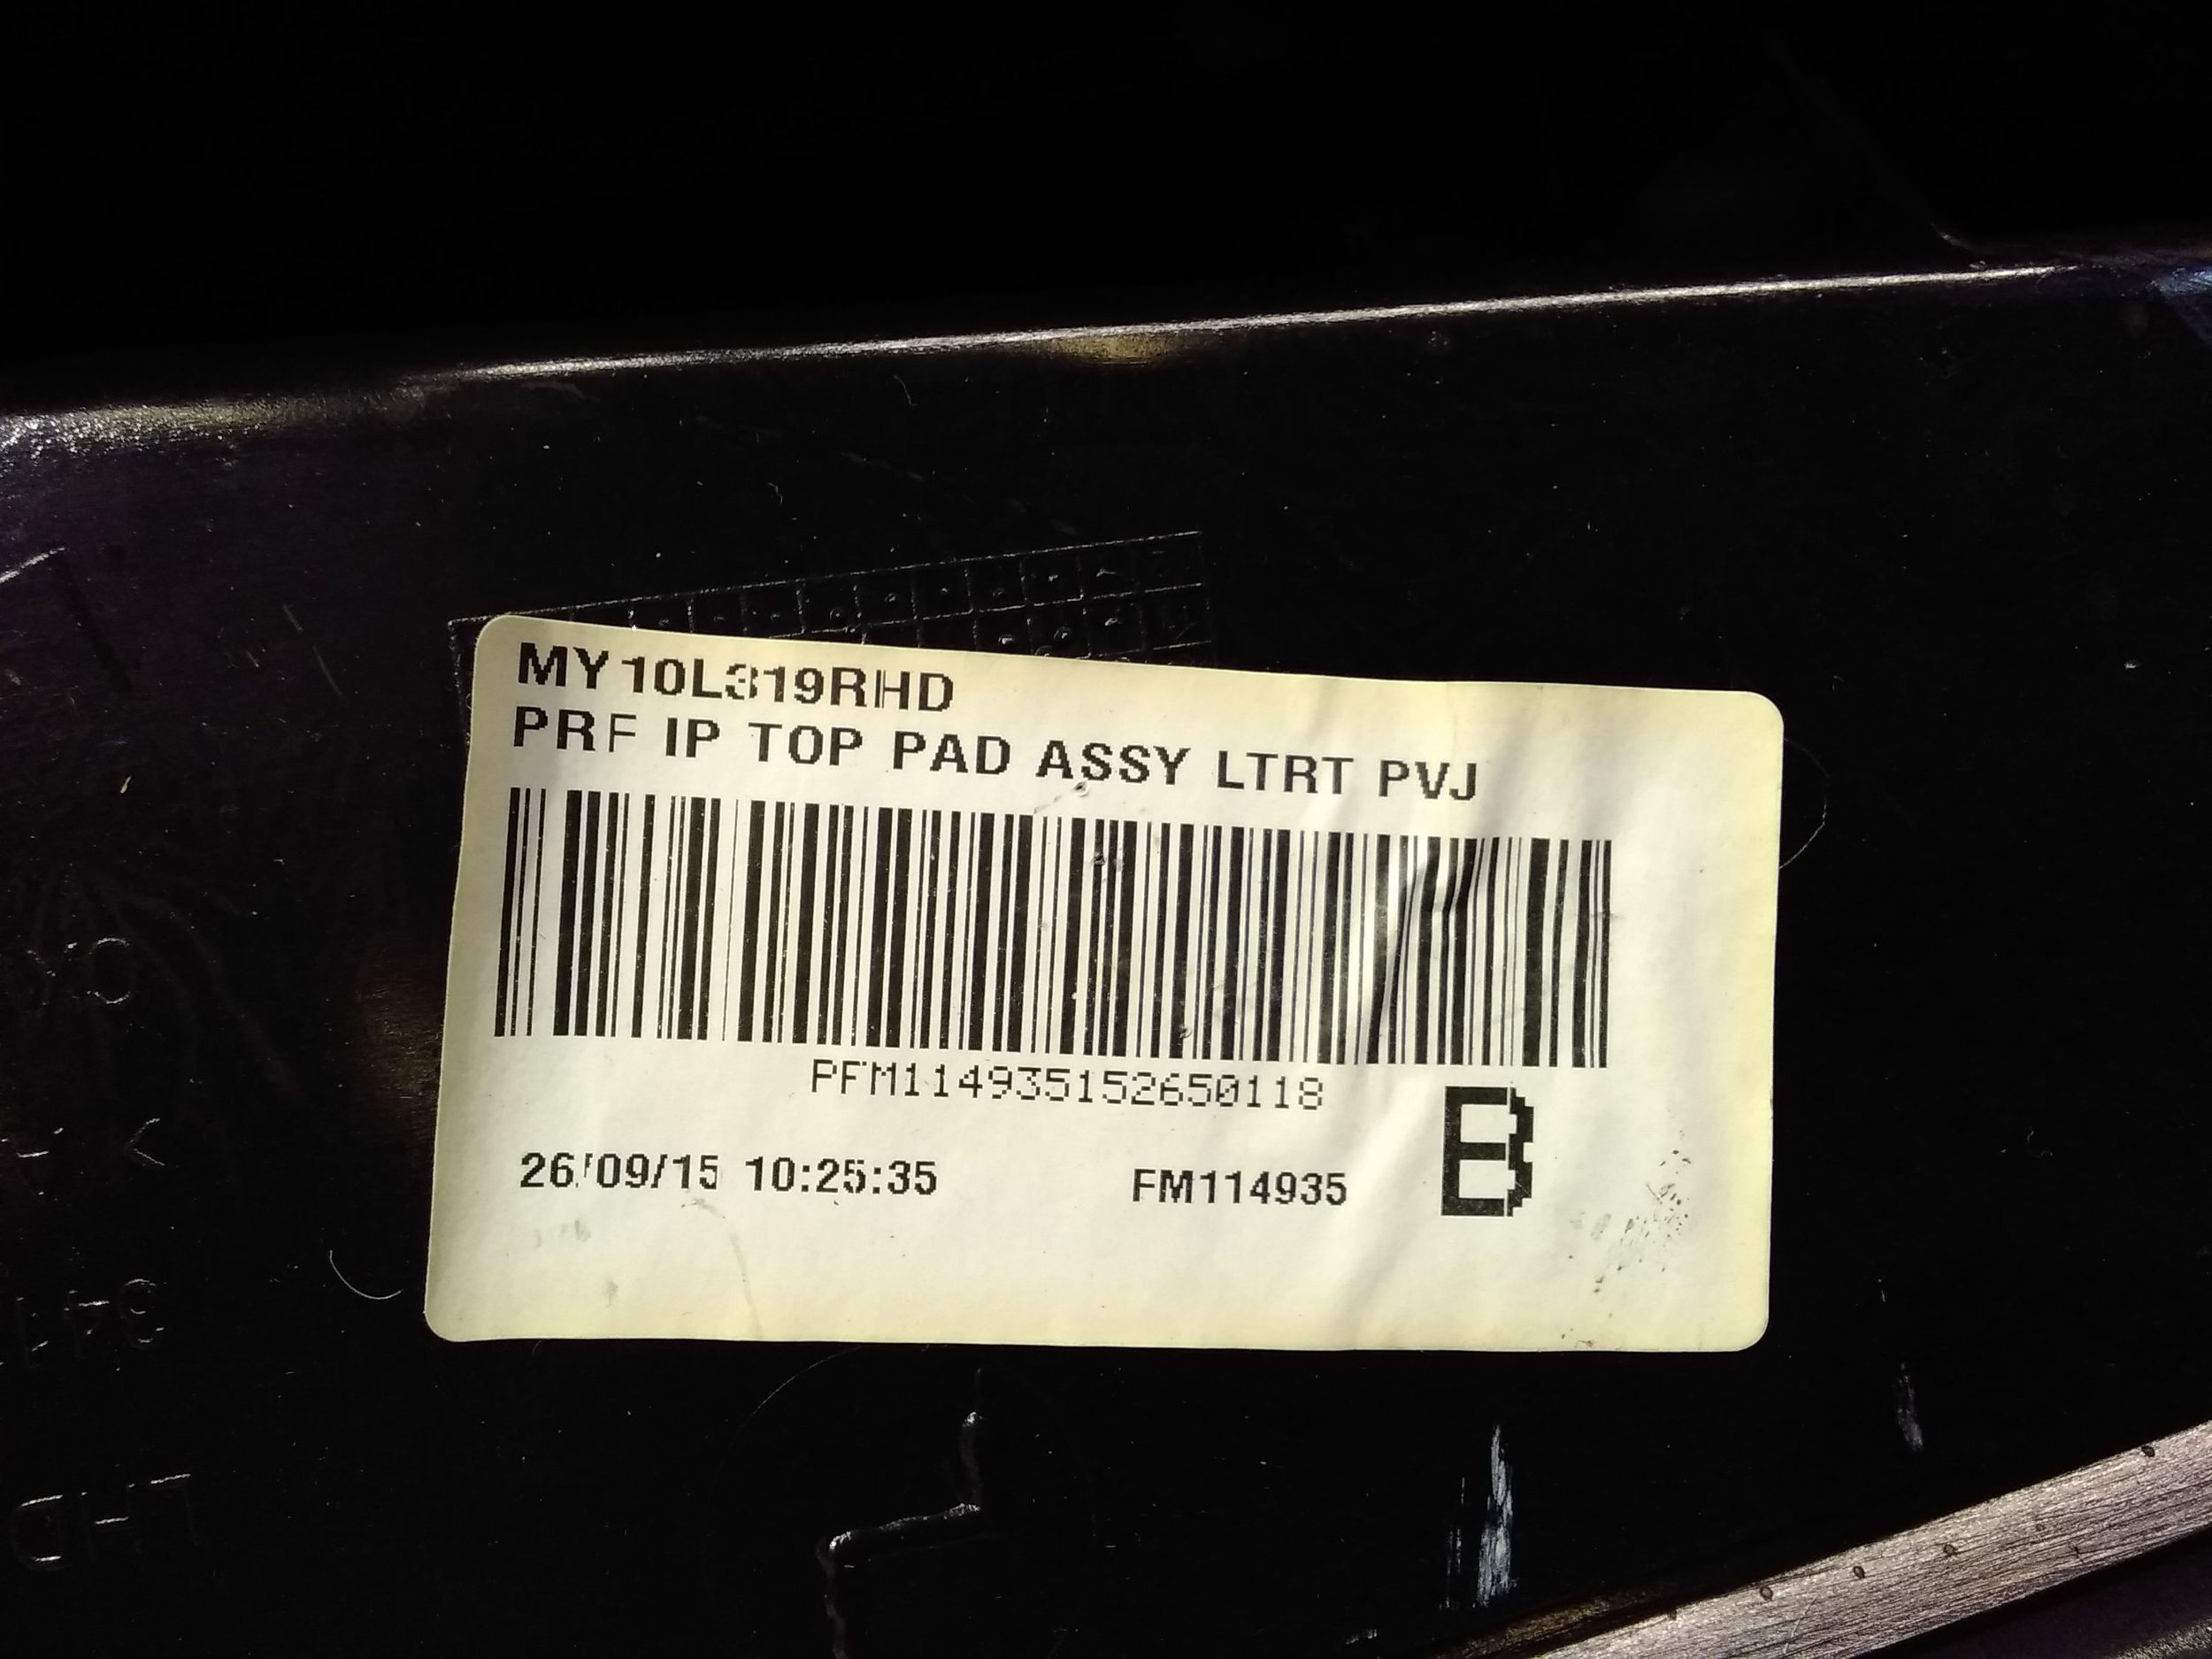 MY10L319RHD
PRF IP TOP PAD ASSY LTRT PVJ
PFM114935152650118
B
26/09/15 10:25:35 FM114935